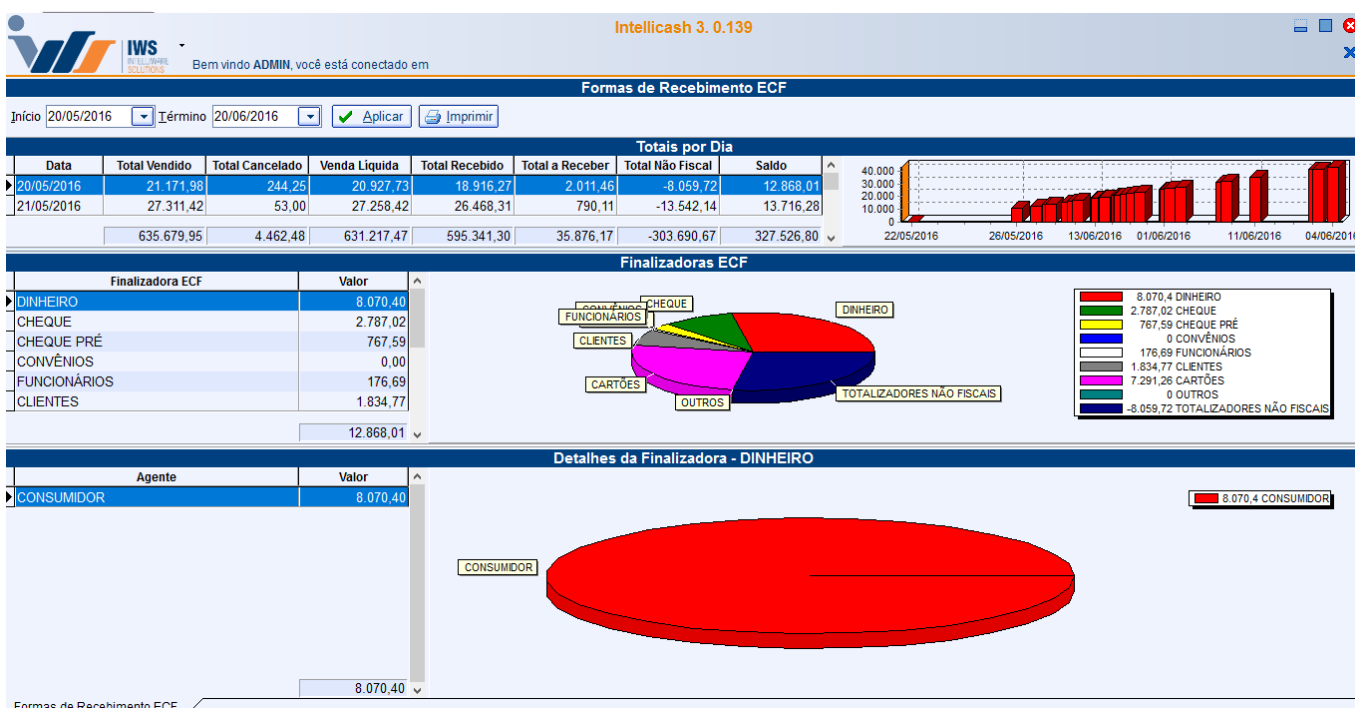 Intellicash 3. 0.139
IWS
INTELLIWARE
SOLUTIONS
Bem vindo ADMIN, você está conectado em
Formas de Recebimento ECF
Início 20/05/2016 Término 20/06/2016 Aplicar Imprimir
Totais por Dia
Data Total Vendido Total Cancelado Venda Líquida Total Recebido Total a Receber Total Não Fiscal Saldo
20/05/2016 21.171,98 244,25 20.927,73 18.916,27 2.011,46 -8.059,72 12.868,01
21/05/2016 27.311,42 53,00 27.258,42 26.468,31 790,11 -13.542,14 13.716,28
635.679,95 4.462,48 631.217,47 595.341,30 35.876,17 -303.690,67 327.526,80
40.000
30.000
20.000
10.000
0
22/05/2016 26/05/2016 13/06/2016 01/06/2016 11/06/2016 04/06/2016
Finalizadoras ECF
Finalizadora ECF Valor
DINHEIRO 8.070,40
CHEQUE 2.787,02
CHEQUE PRÉ 767,59
CONVÊNIOS 0,00
FUNCIONÁRIOS 176,69
CLIENTES 1.834,77
12.868,01
CHEQUE
CONVÊNIOS
FUNCIONÁRIOS
DINHEIRO
CLIENTES
CARTÕES
OUTROS
TOTALIZADORES NÃO FISCAIS
8.070,4 DINHEIRO
2.787,02 CHEQUE
767,59 CHEQUE PRÉ
0 CONVÊNIOS
176,69 FUNCIONÁRIOS
1.834,77 CLIENTES
7.291,26 CARTÕES
0 OUTROS
-8.059,72 TOTALIZADORES NÃO FISCAIS
Detalhes da Finalizadora - DINHEIRO
Agente Valor
CONSUMIDOR 8.070,40
8.070,40
CONSUMIDOR
8.070,4 CONSUMIDOR
Formas de Recebimento ECF